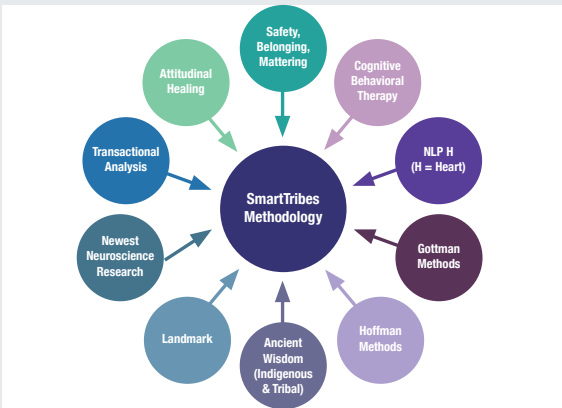 Safety,
Belonging,
Mattering
Cognitive
Behavioral
Therapy
NLP H
(H = Heart)
Gottman
Methods
Hoffman
Methods
Ancient
Wisdom
(Indigenous
& Tribal)
Landmark
Newest
Neuroscience
Research
Transactional
Analysis
Attitudinal
Healing
SmartTribes
Methodology